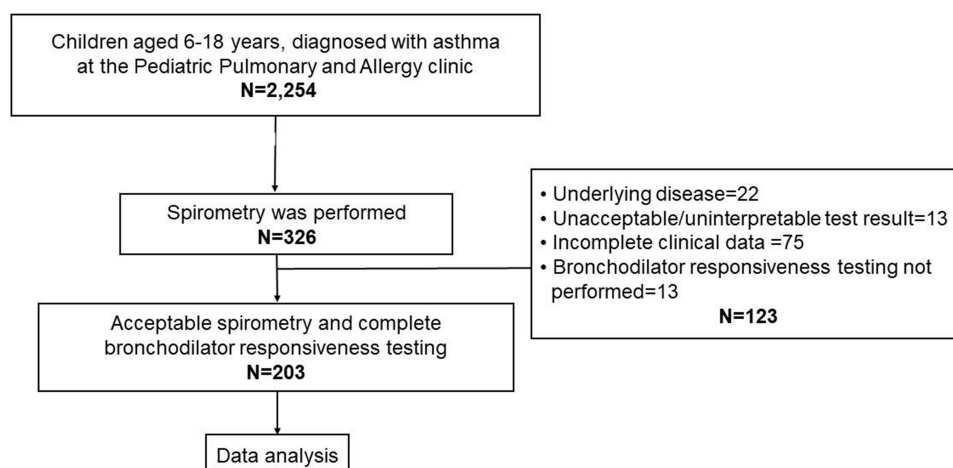 Children aged 6-18 years, diagnosed with asthma
at the Pediatric Pulmonary and Allergy clinic
N=2,254
Spirometry was performed
N=326
• Underlying disease=22
• Unacceptable/uninterpretable test result=13
• Incomplete clinical data =75
• Bronchodilator responsiveness testing not
performed=13
N=123
Acceptable spirometry and complete
bronchodilator responsiveness testing
N=203
Data analysis